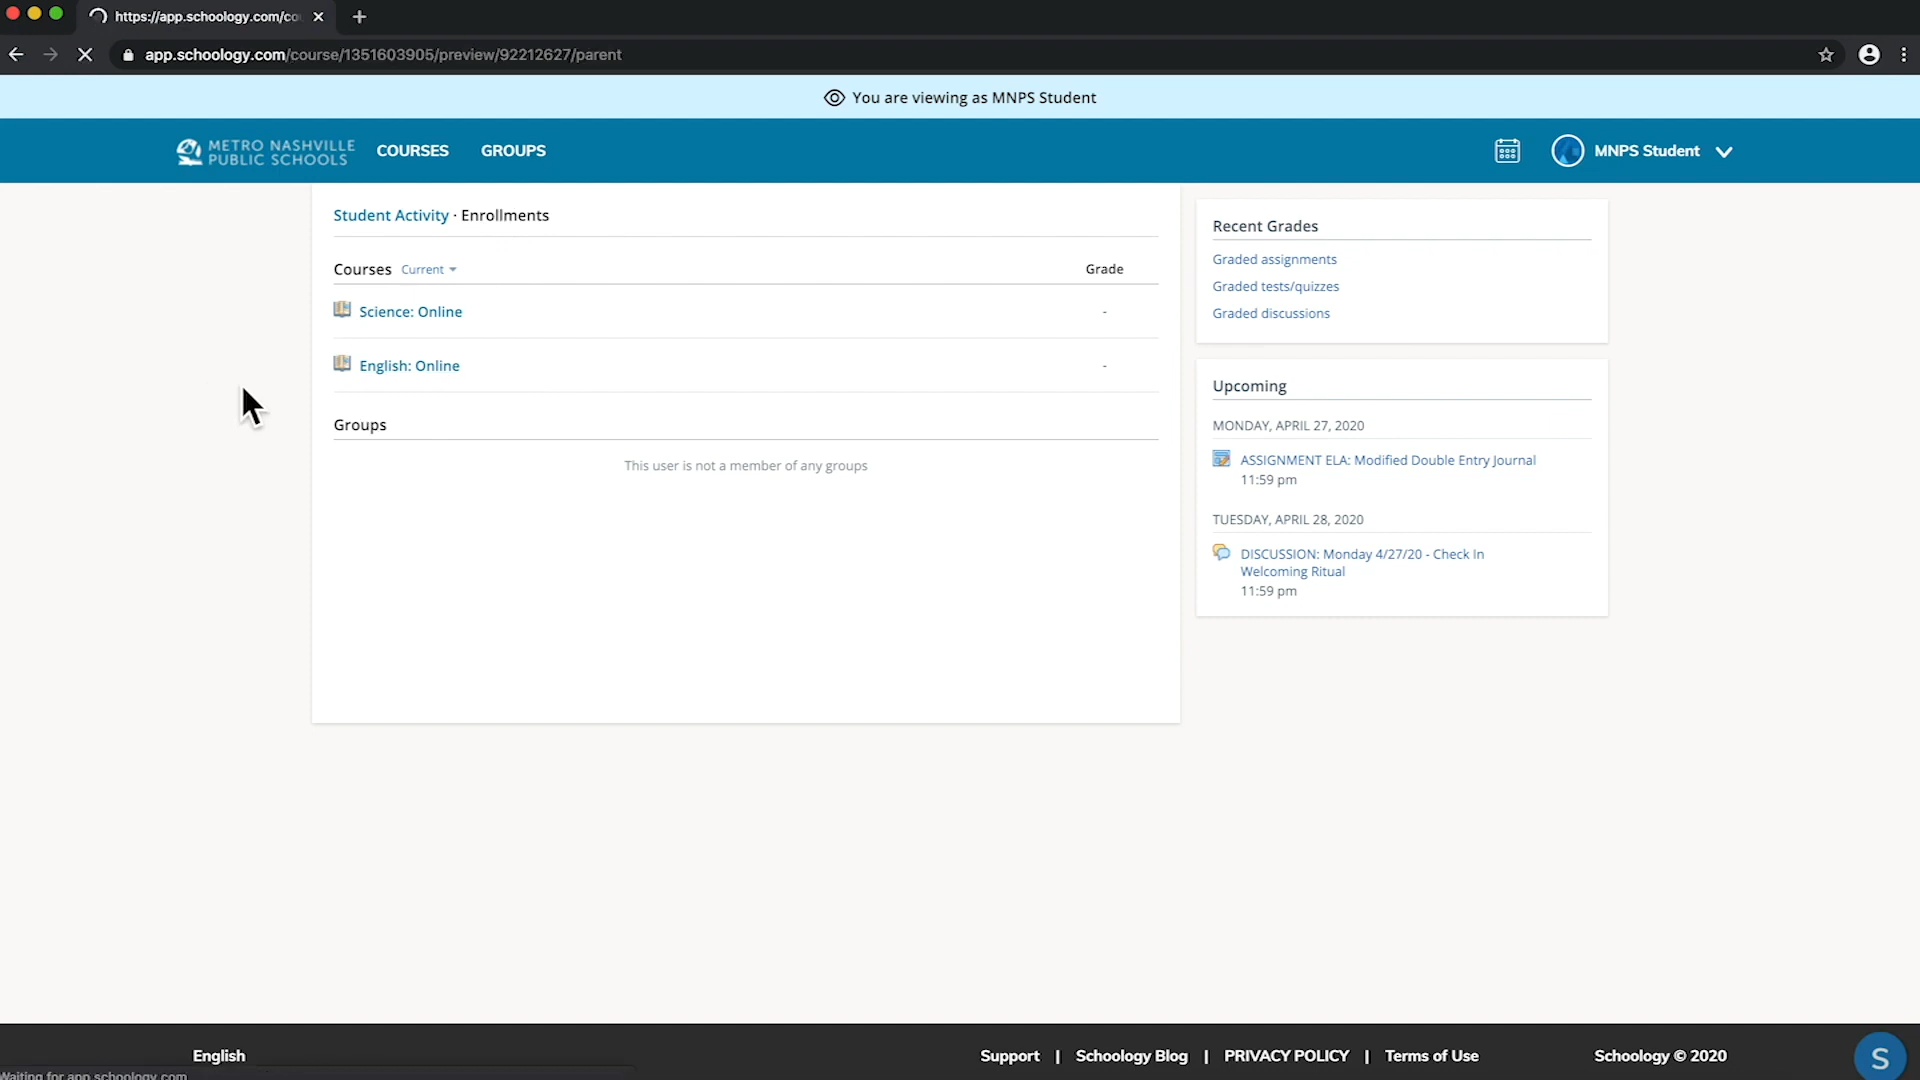 https://app.schoology.com/co
app.schoology.com/course/1351603905/preview/92212627/parent
You are viewing as MNPS Student
METRO NASHVILLE
PUBLIC SCHOOLS
COURSES
GROUPS
MNPS Student
Student Activity · Enrollments
Courses Current
Grade
Science: Online
-
English: Online
-
Groups
This user is not a member of any groups
Recent Grades
Graded assignments
Graded tests/quizzes
Graded discussions
Upcoming
MONDAY, APRIL 27, 2020
ASSIGNMENT ELA: Modified Double Entry Journal
11:59 pm
TUESDAY, APRIL 28, 2020
DISCUSSION: Monday 4/27/20 - Check In
Welcoming Ritual
11:59 pm
English
Support | Schoology Blog | PRIVACY POLICY | Terms of Use
Schoology © 2020
S
Waiting for app.schoology.com